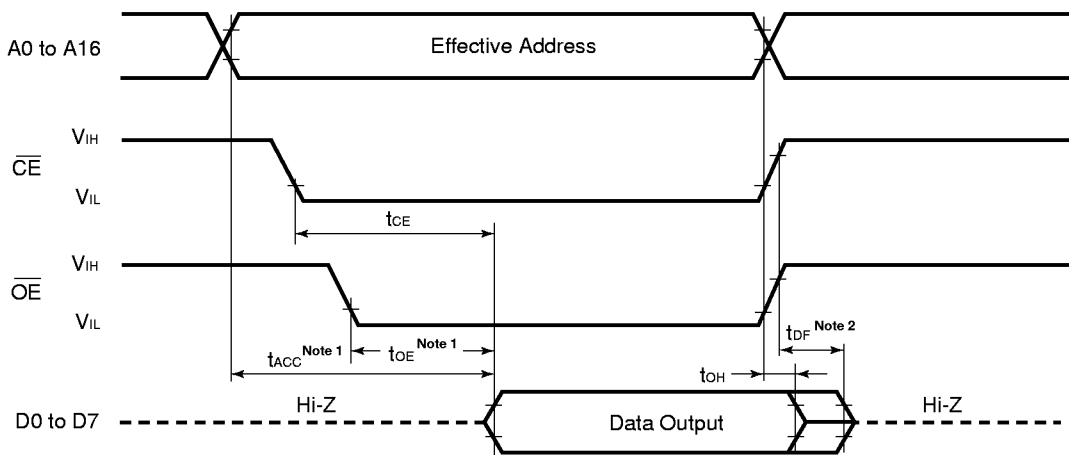 A0 to A16
Effective Address
VIH
CE
VIL
tCE
VIH
OE
VIL
tACC Note 1
tOE Note 1
tDF Note 2
tOH
Hi-Z
D0 to D7
Data Output
Hi-Z